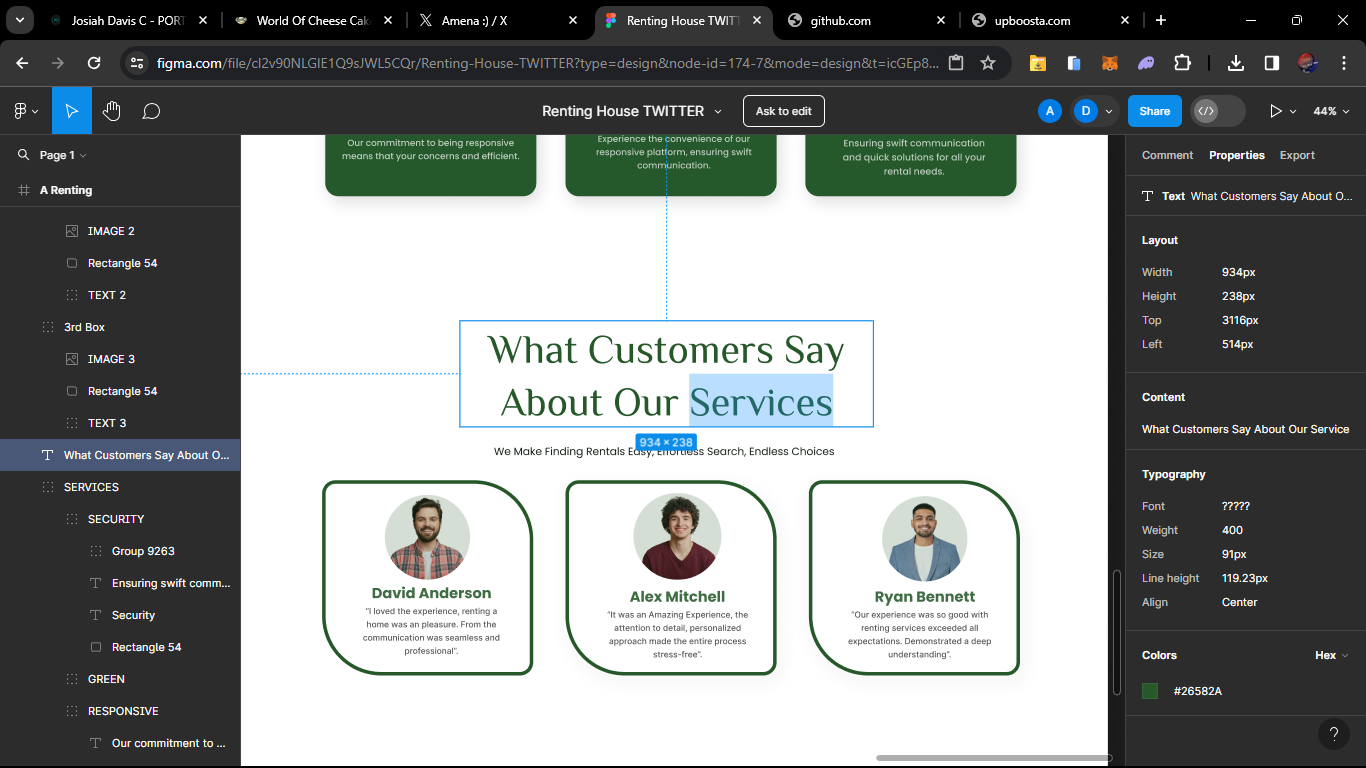 Josiah Davis C - PORT
World Of Cheese Cak
Amena :) / X
Renting House TWIT
github.com
upboosta.com
figma.com/file/cl2v90NLGIE1Q9sJWL5CQr/Renting-House-TWITTER?type=design&node-id=174-7&mode=design&t=icGEp8...
Renting House TWITTER
Ask to edit
A
D
Share
44%
Page 1
A Renting
IMAGE 2
Rectangle 54
TEXT 2
3rd Box
IMAGE 3
Rectangle 54
TEXT 3
What Customers Say About O...
SERVICES
SECURITY
Group 9263
Ensuring swift comm...
Security
Rectangle 54
GREEN
RESPONSIVE
Our commitment to ...
Our commitment to being responsive
means that your concerns and efficient.
Experience the convenience of our
responsive platform, ensuring swift
communication.
Ensuring swift communication
and quick solutions for all your
rental needs.
What Customers Say
About Our Services
934 × 238
We Make Finding Rentals Easy, Effortless Search, Endless Choices
David Anderson
"I loved the experience, renting a
home was an pleasure. From the
communication was seamless and
professional".
Alex Mitchell
"It was an Amazing Experience, the
attention to detail, personalized
approach made the entire process
stress-free".
Ryan Bennett
"Our experience was so good with
renting services exceeded all
expectations. Demonstrated a deep
understanding".
Comment
Properties
Export
Text What Customers Say About O...
Layout
Width 934px
Height 238px
Top 3116px
Left 514px
Content
What Customers Say About Our Service
Typography
Font ?????
Weight 400
Size 91px
Line height 119.23px
Align Center
Colors
Hex
#26582A
?